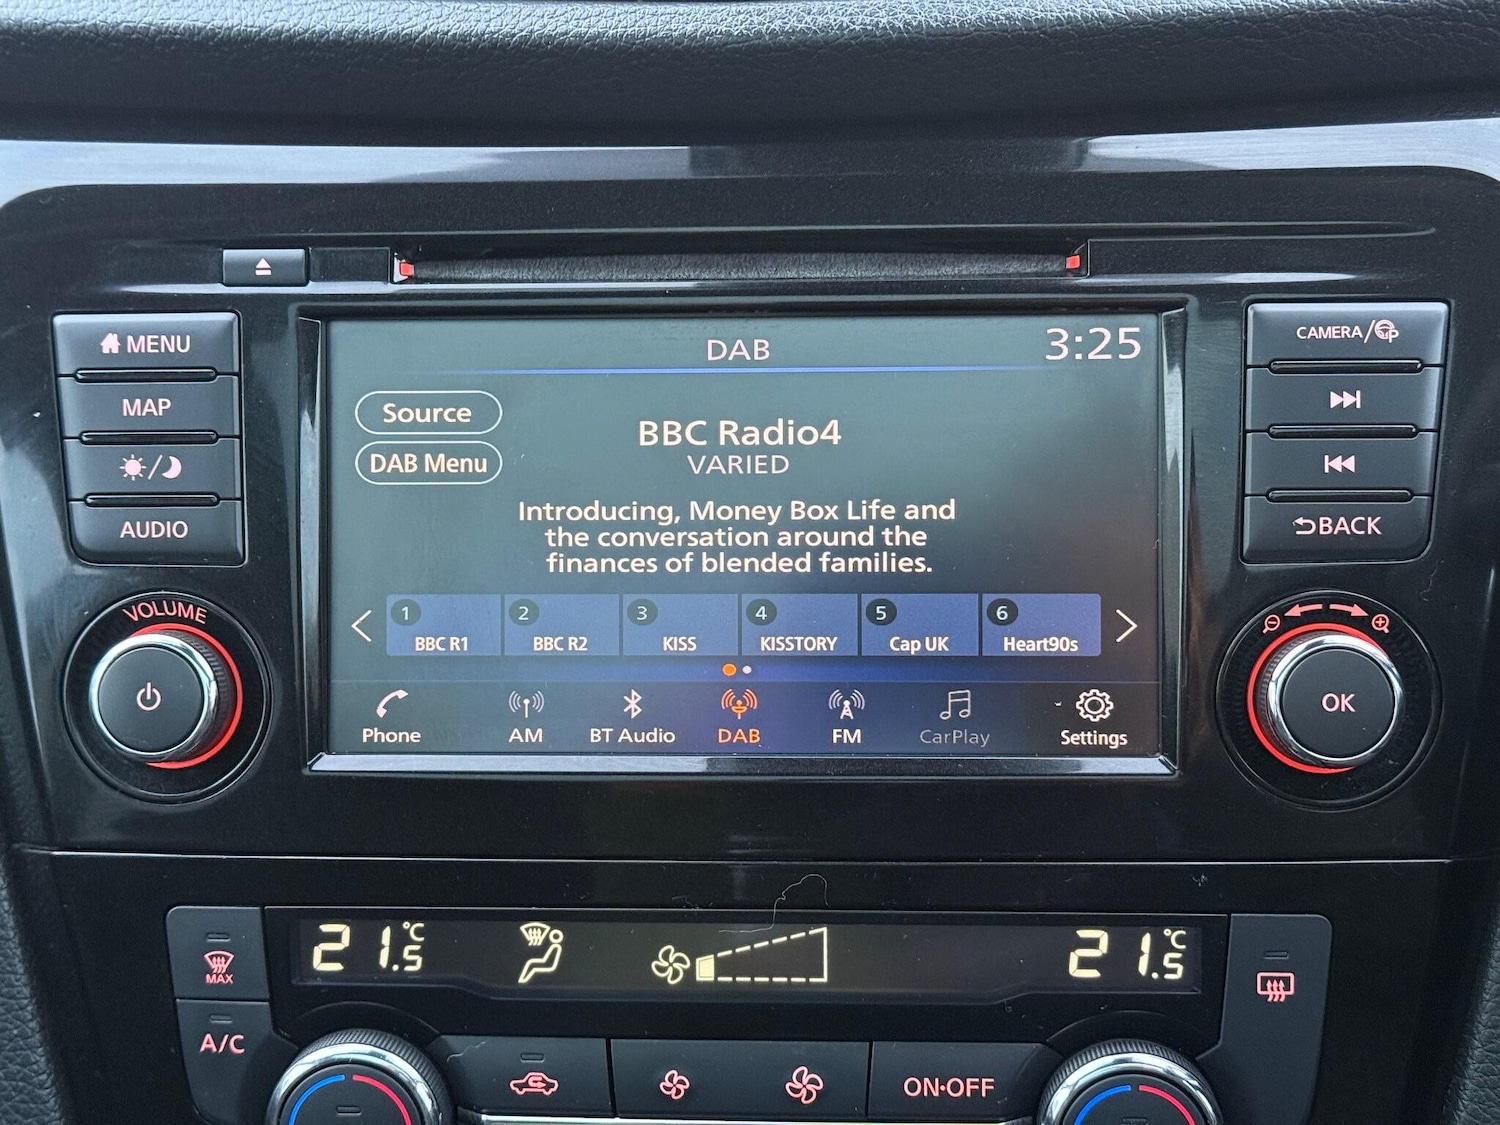 MENU
MAP
AUDIO
VOLUME
DAB
3:25
Source
DAB Menu
BBC Radio4
VARIED
Introducing, Money Box Life and
the conversation around the
finances of blended families.
1 BBC R1
2 BBC R2
3 KISS
4 KISSTORY
5 Cap UK
6 Heart90s
Phone
AM
BT Audio
DAB
FM
CarPlay
Settings
CAMERA/P
BACK
OK
21.5 °C
21.5 °C
MAX
A/C
ON·OFF